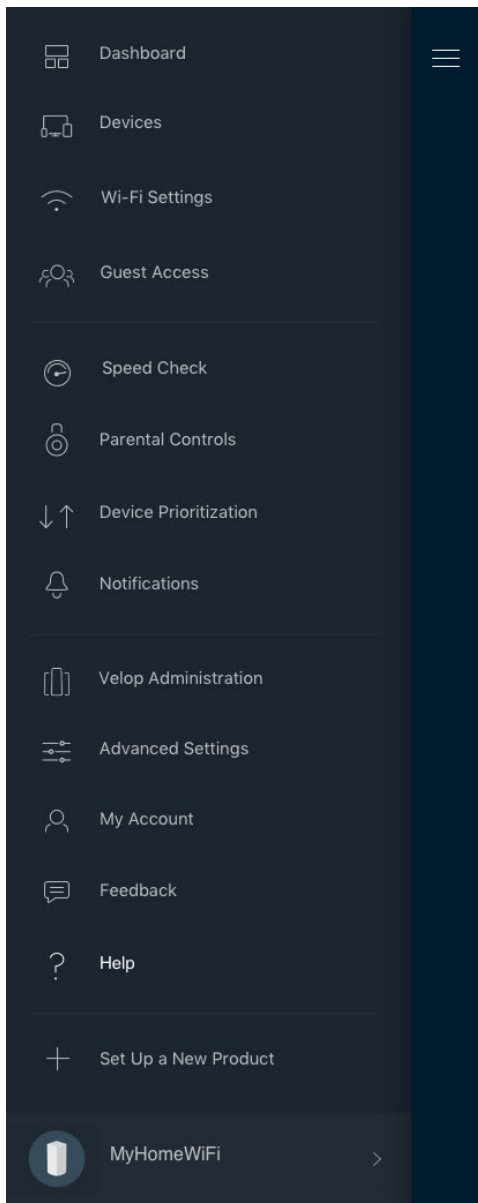 Dashboard
Devices
Wi-Fi Settings
Guest Access
Speed Check
Parental Controls
Device Prioritization
Notifications
Velop Administration
Advanced Settings
My Account
Feedback
Help
Set Up a New Product
MyHomeWiFi